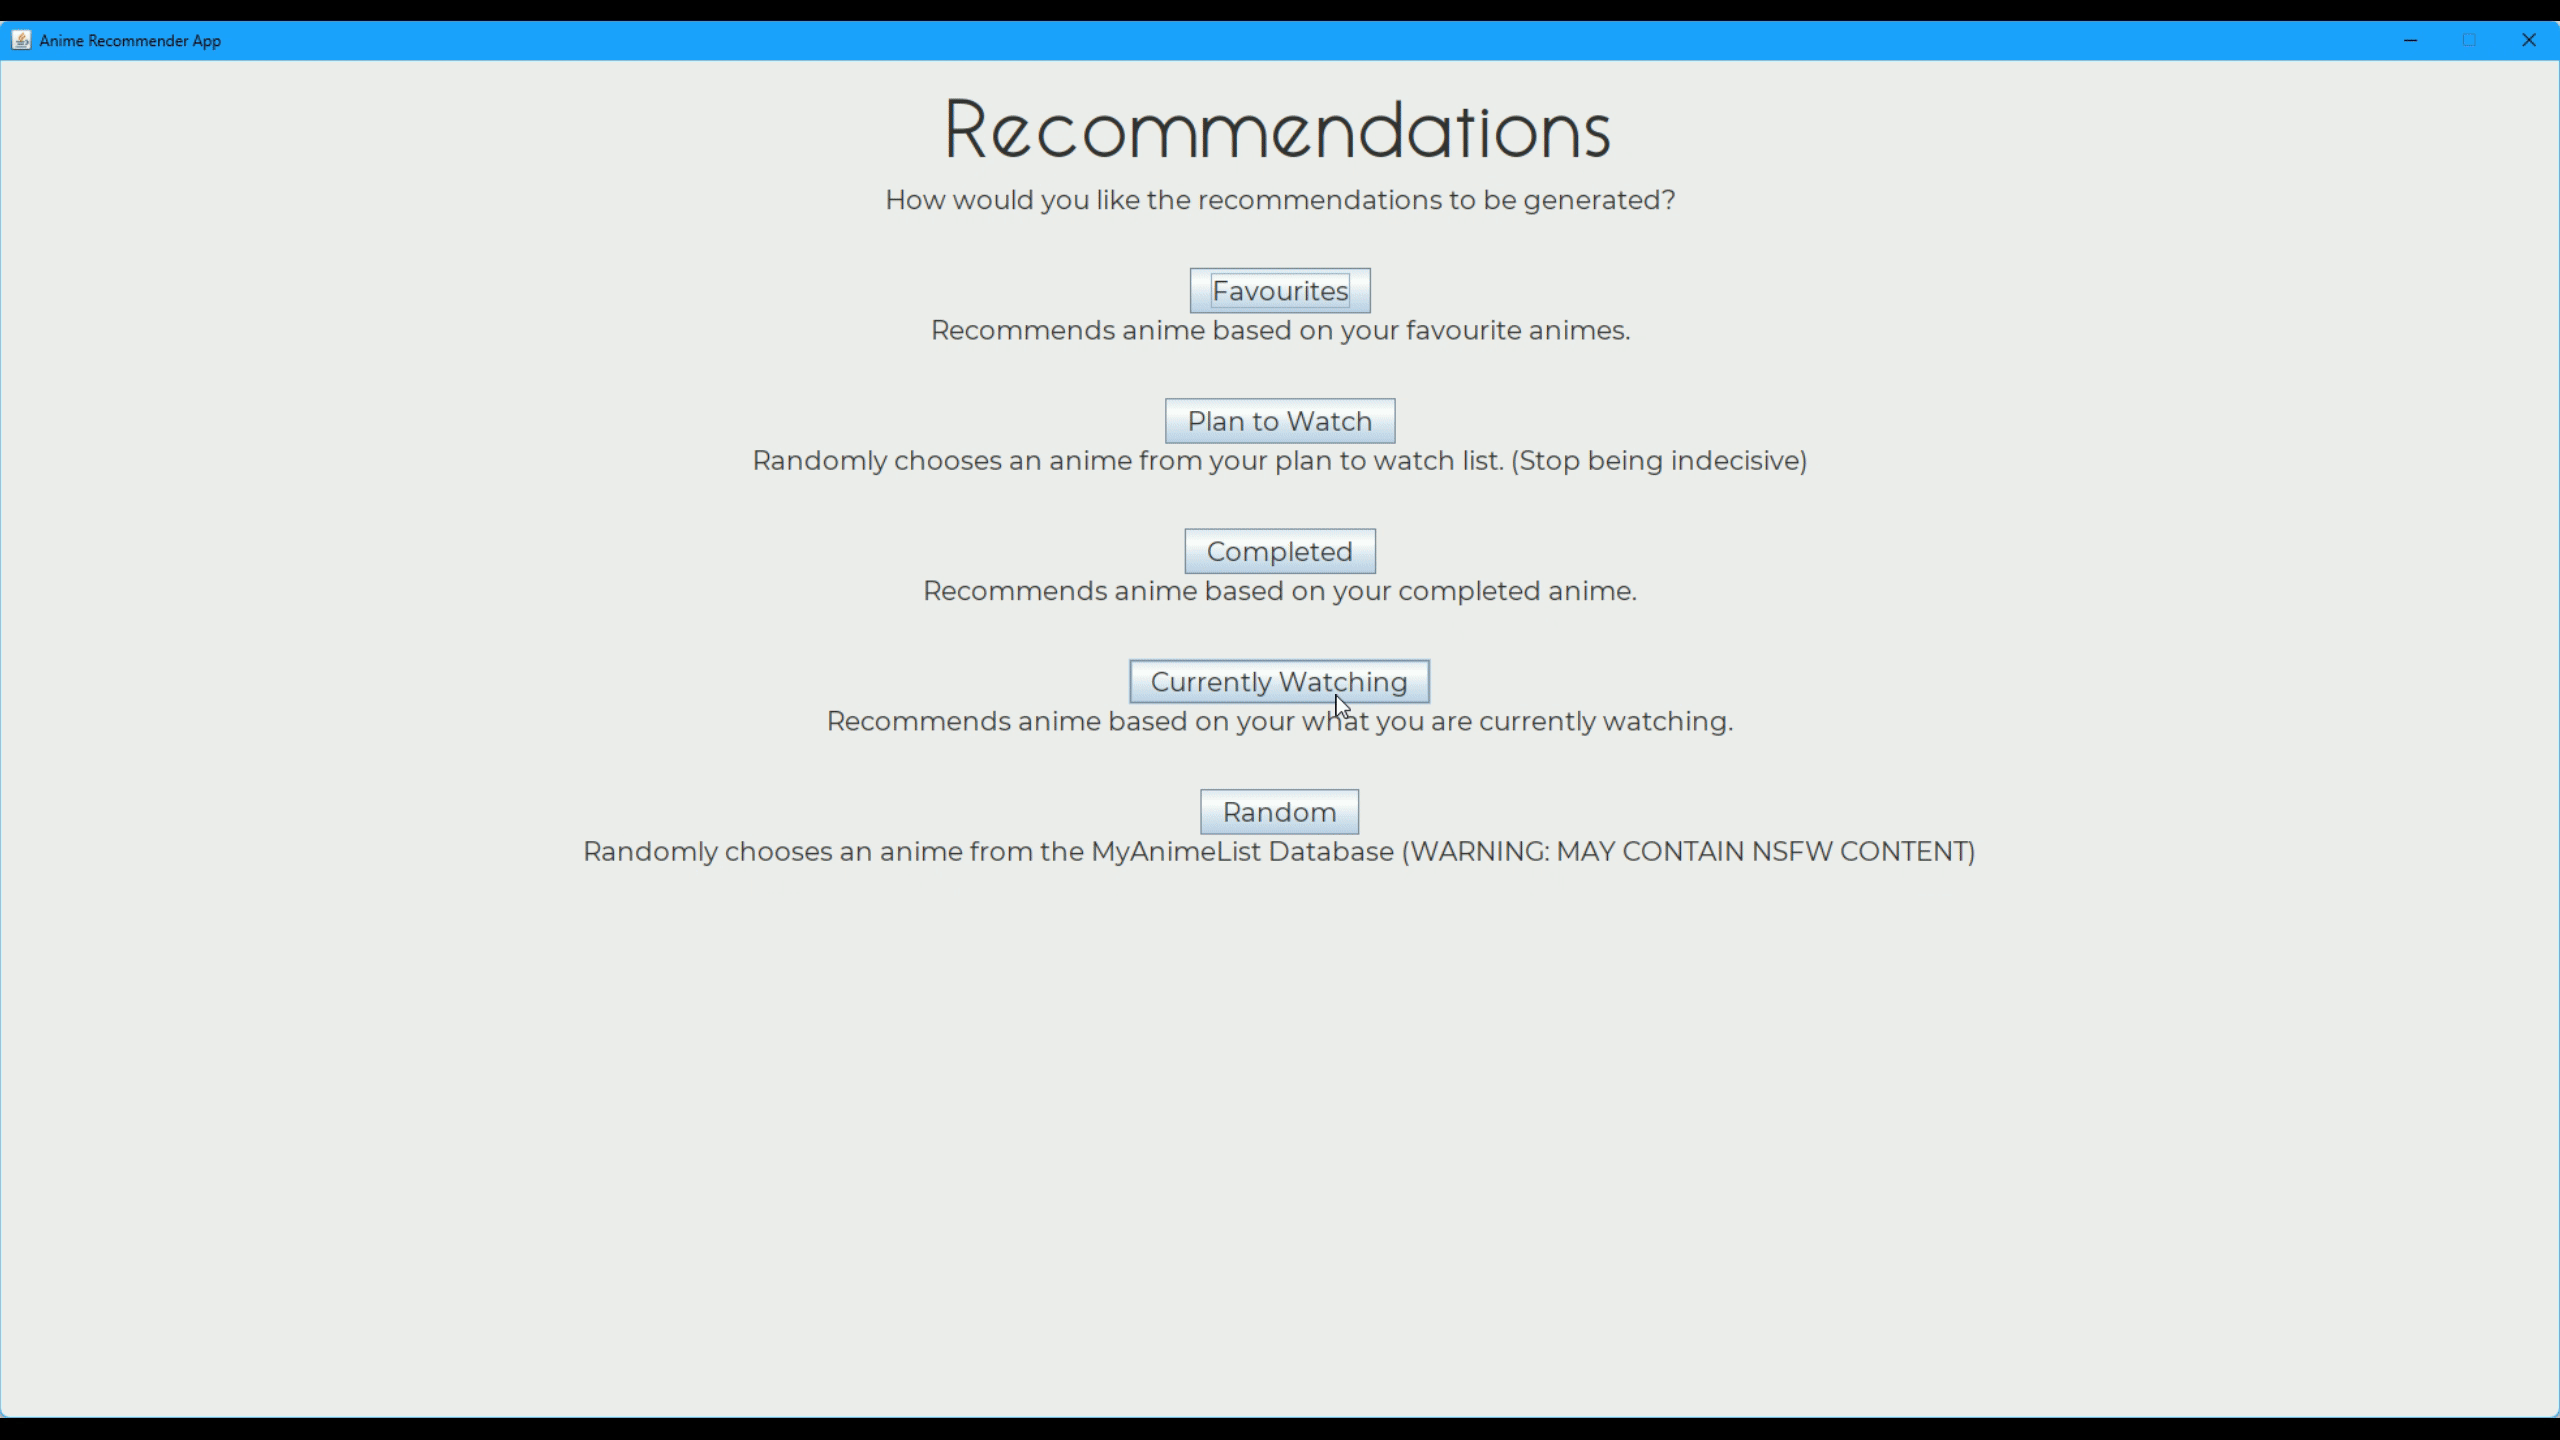 Anime Recommender App
Recommendations
How would you like the recommendations to be generated?
Favourites
Recommends anime based on your favourite animes.
Plan to Watch
Randomly chooses an anime from your plan to watch list. (Stop being indecisive)
Completed
Recommends anime based on your completed anime.
Currently Watching
Recommends anime based on your what you are currently watching.
Random
Randomly chooses an anime from the MyAnimeList Database (WARNING: MAY CONTAIN NSFW CONTENT)